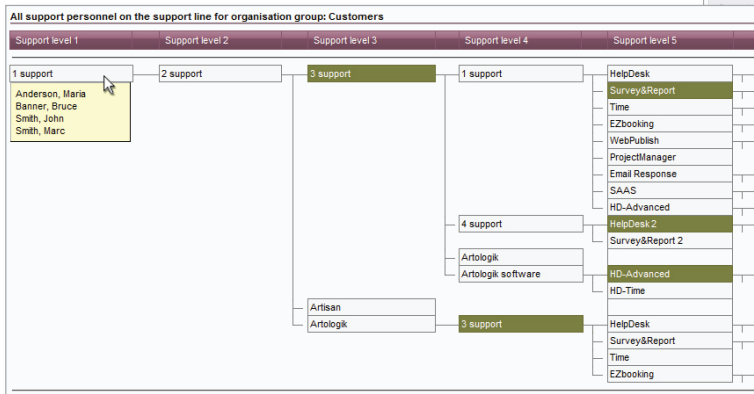 All support personnel on the support line for organisation group: Customers
Support level 1 Support level 2 Support level 3 Support level 4 Support level 5
1 support 2 support 3 support 1 support HelpDesk
Anderson, Maria Survey&Report
Banner, Bruce Time
Smith, John EZbooking
Smith, Marc WebPublish
ProjectManager
Email Response
SAAS
HD-Advanced
4 support HelpDesk 2
Survey&Report 2
Artologik
Artologik software HD-Advanced
HD-Time
Artisan
Artologik 3 support HelpDesk
Survey&Report
Time
EZbooking